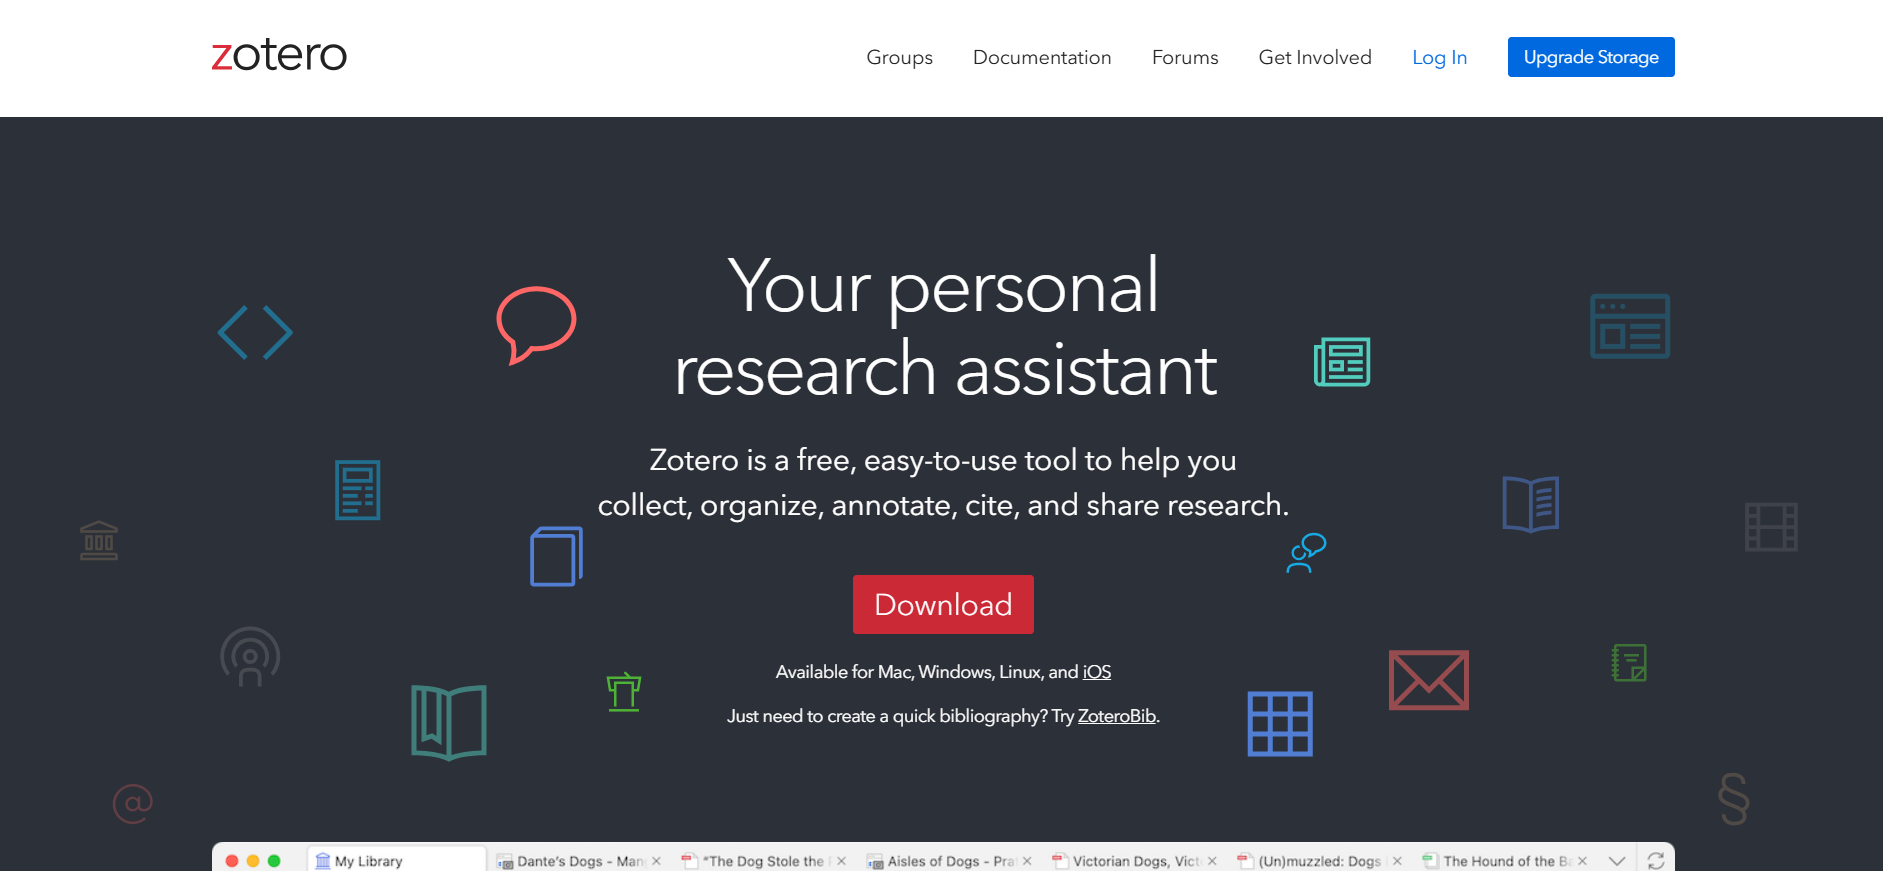 zotero
Groups Documentation Forums Get Involved Log In Upgrade Storage
Your personal
research assistant
Zotero is a free, easy-to-use tool to help you
collect, organize, annotate, cite, and share research.
Download
Available for Mac, Windows, Linux, and iOS
Just need to create a quick bibliography? Try ZoteroBib.
@
§
My Library Dante's Dogs - Man “The Dog Stole the Aisles of Dogs - Pra Victorian Dogs, Vict (Un)muzzled: Dogs The Hound of the Ba